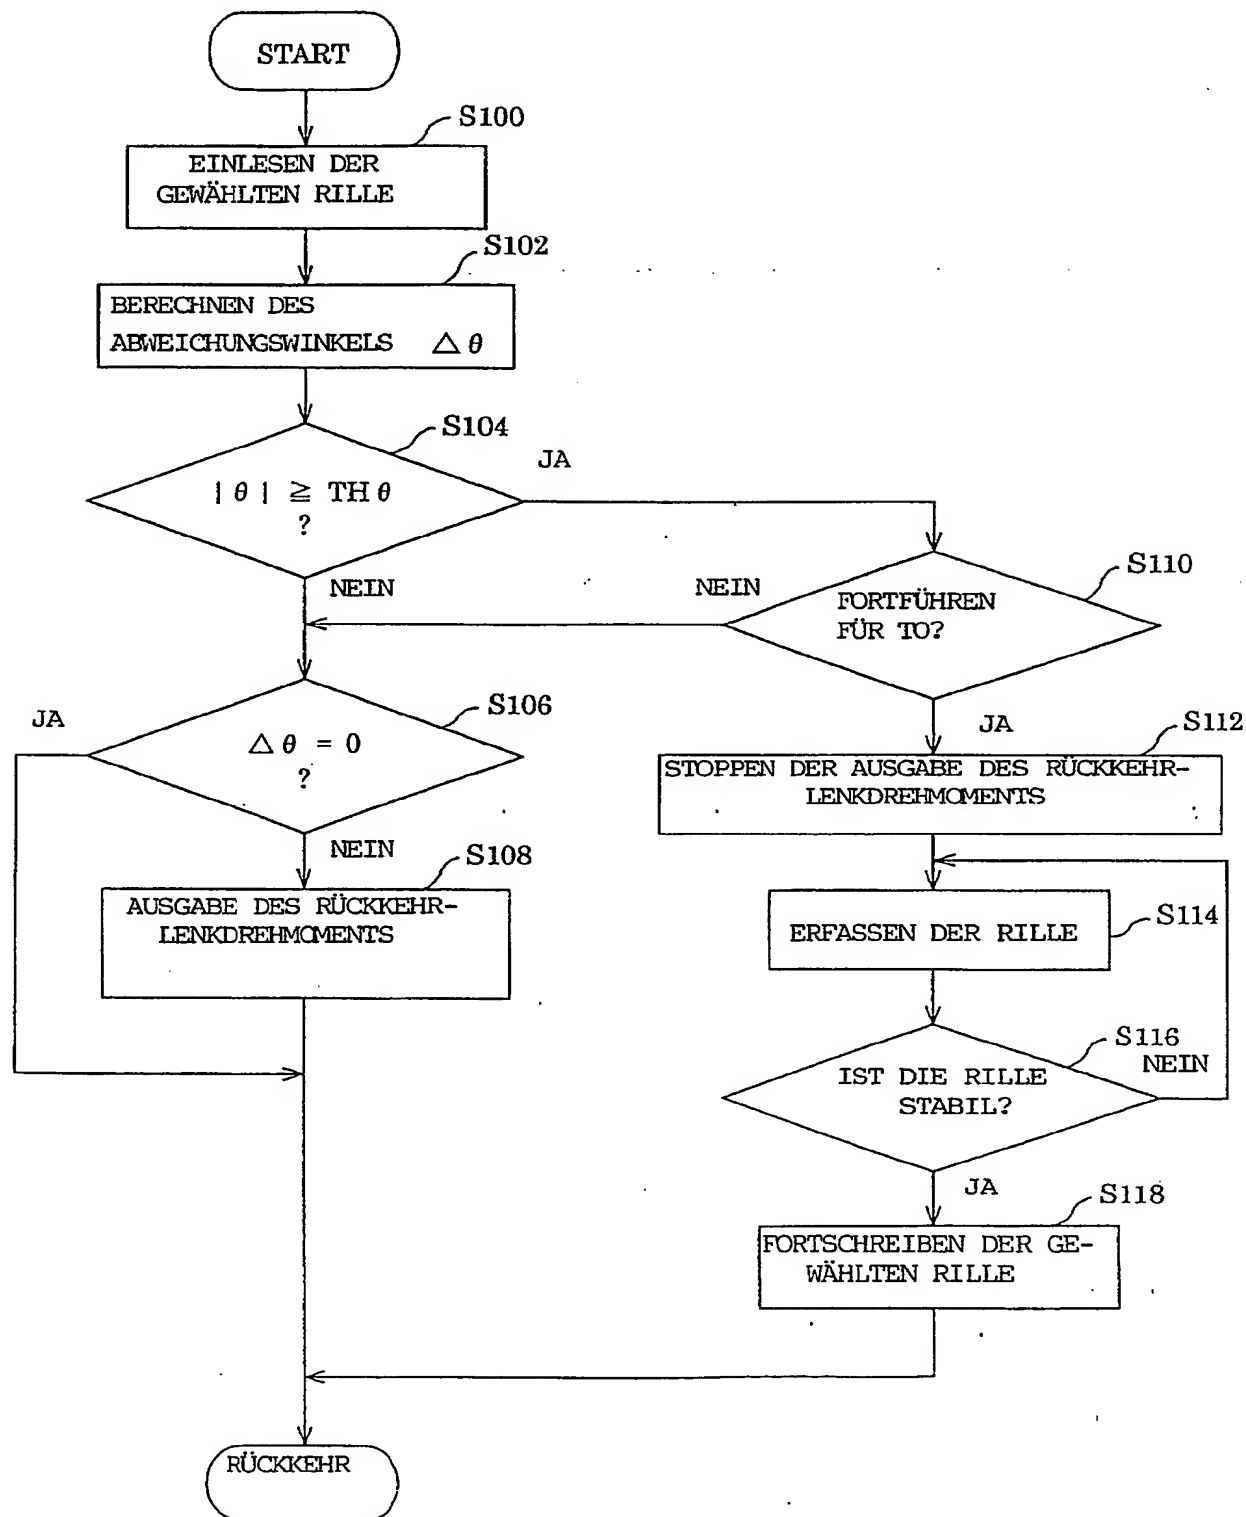 START
S100
EINLESEN DER
GEWÄHLTEN RILLE
S102
BERECHNEN DES
ABWEICHUNGSWINKELS △θ
S104
JA
|θ| ≧ THθ
?
NEIN
NEIN
S110
FORTFÜHREN
FÜR TO?
JA
S106
△θ = 0
?
JA
S112
STOPPEN DER AUSGABE DES RÜCKKEHR-
LENKDREHMOMENTS
NEIN
S108
AUSGABE DES RÜCKKEHR-
LENKDREHMOMENTS
S114
ERFASSEN DER RILLE
S116
NEIN
IST DIE RILLE
STABIL?
JA
S118
FORTSCHREIBEN DER GE-
WÄHLTEN RILLE
RÜCKKEHR